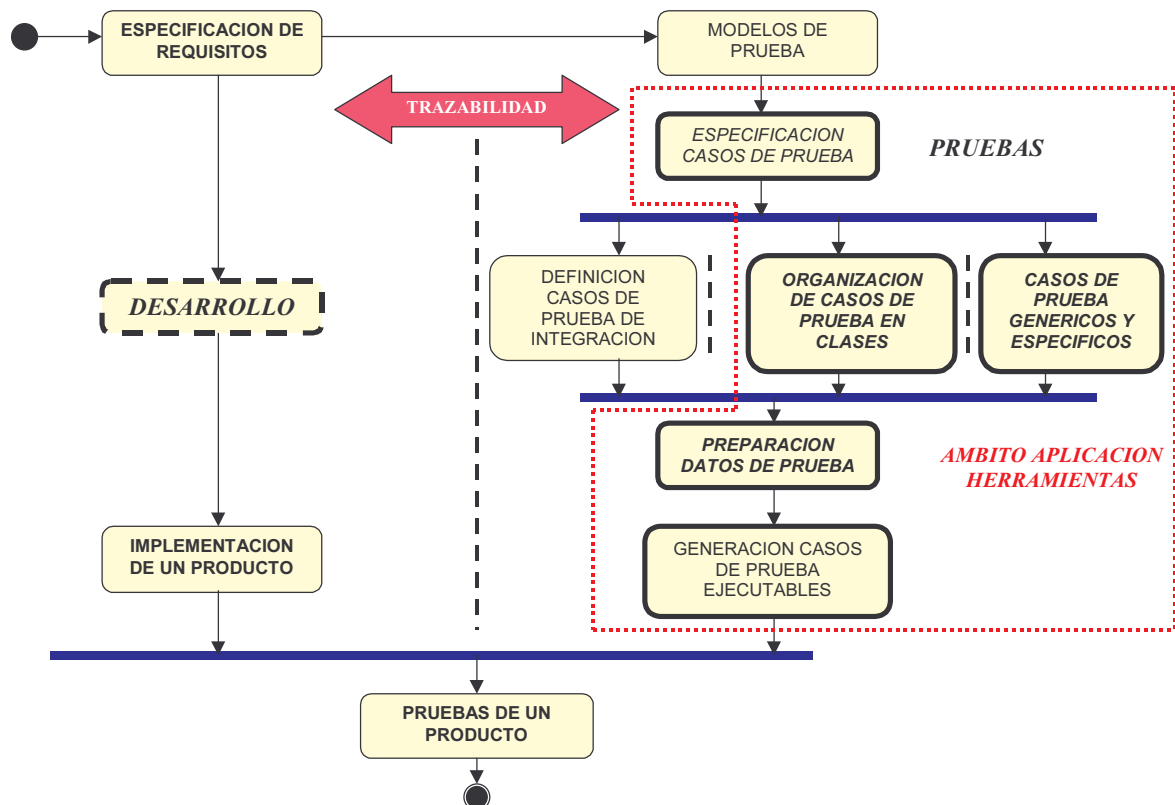 ESPECIFICACION DE
REQUISITOS
MODELOS DE
PRUEBA
TRAZABILIDAD
ESPECIFICACION
CASOS DE PRUEBA
PRUEBAS
DEFINICION
CASOS DE
PRUEBA DE
INTEGRACION
ORGANIZACION
DE CASOS DE
PRUEBA EN
CLASES
CASOS DE
PRUEBA
GENERICOS Y
ESPECIFICOS
DESARROLLO
PREPARACION
DATOS DE PRUEBA
AMBITO APLICACION
HERRAMIENTAS
IMPLEMENTACION
DE UN PRODUCTO
GENERACION CASOS
DE PRUEBA
EJECUTABLES
PRUEBAS DE UN
PRODUCTO